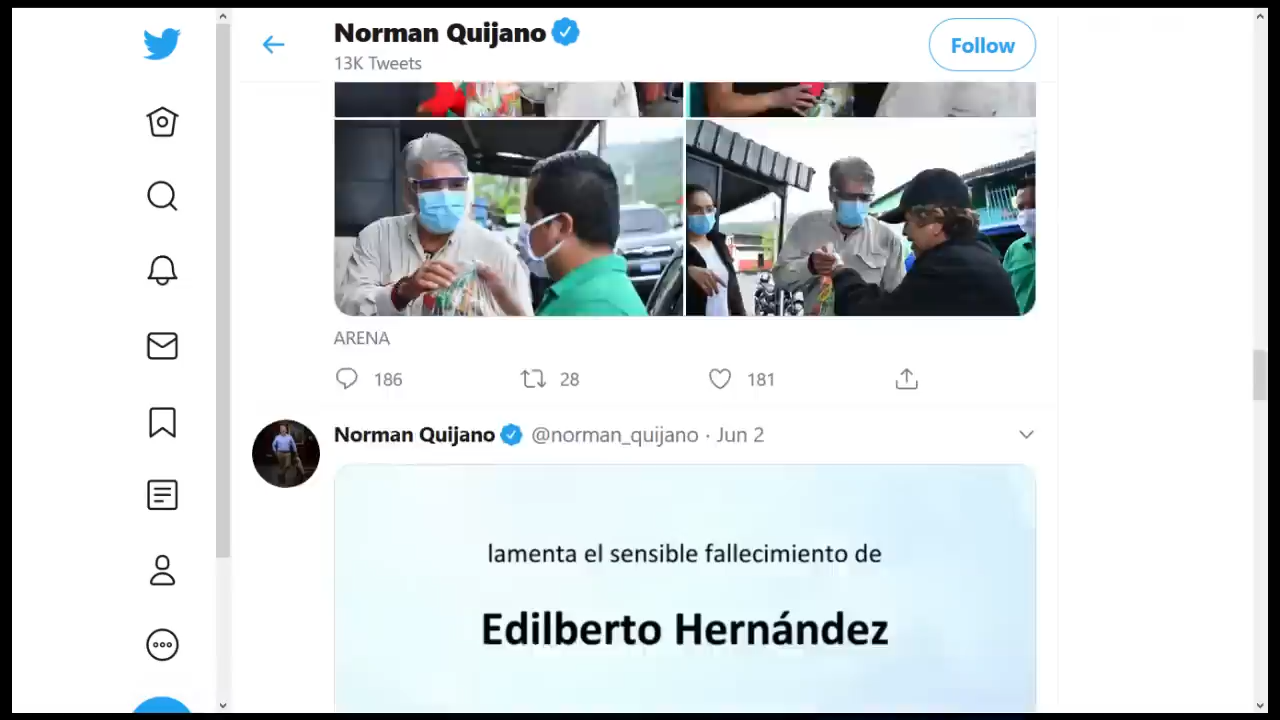 Norman Quijano
13K Tweets
Follow
ARENA
186
28
181
Norman Quijano @norman_quijano · Jun 2
lamenta el sensible fallecimiento de
Edilberto Hernández